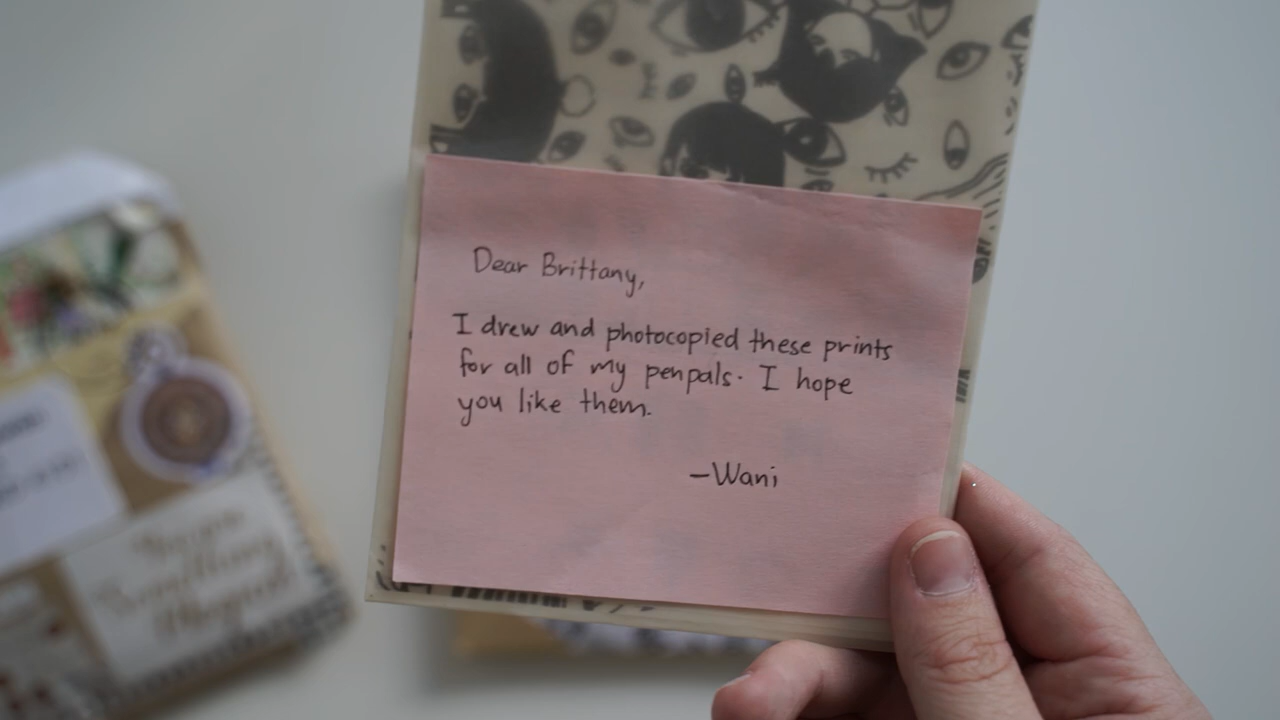 Dear Brittany,
I drew and photocopied these prints
for all of my penpals. I hope
you like them.
-Wani